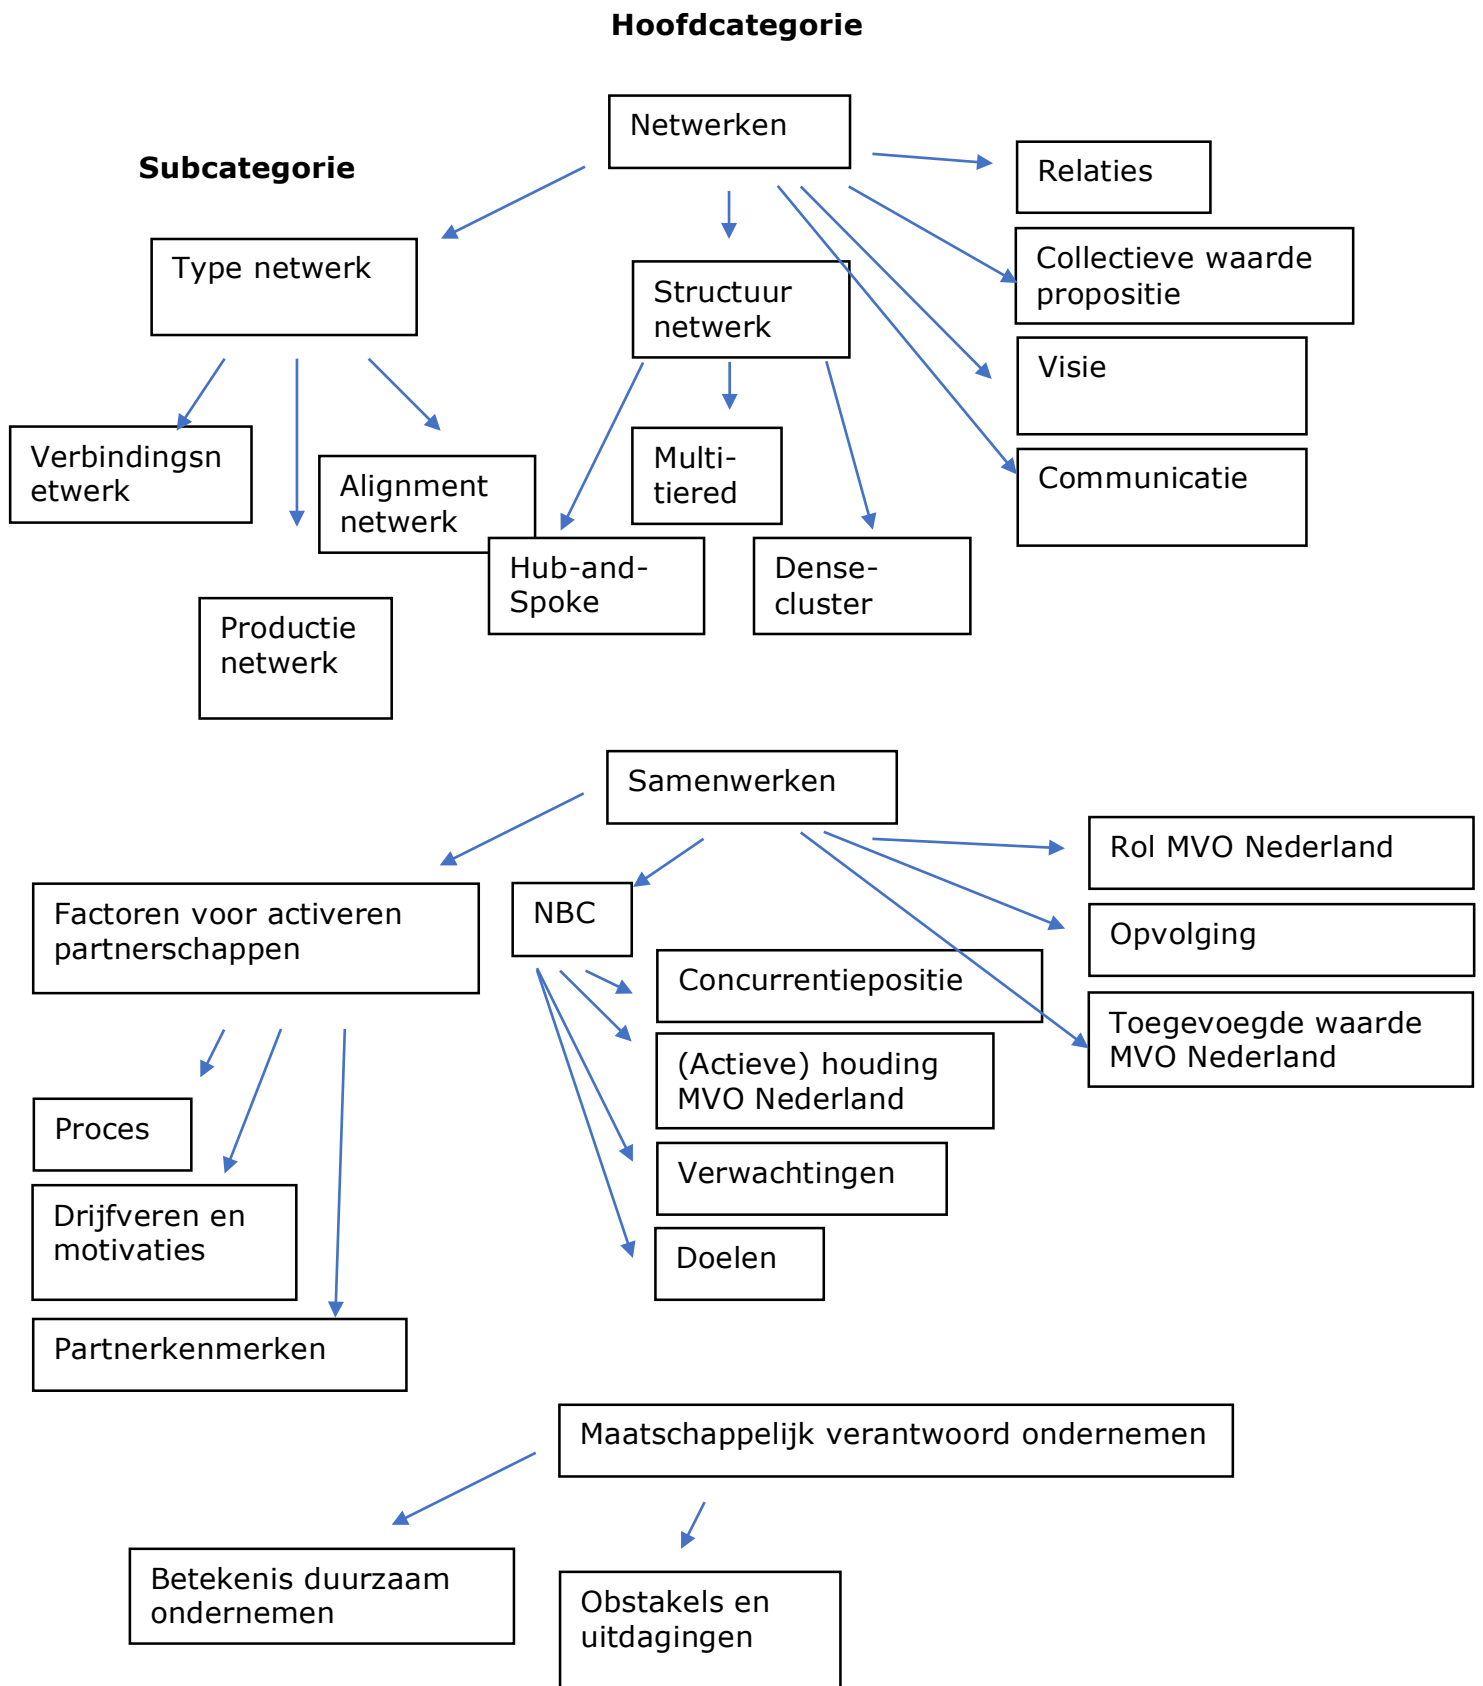 Hoofdcategorie
Netwerken
Subcategorie
Relaties
Type netwerk
Collectieve waarde
propositie
Structuur
netwerk
Visie
Verbindingsn
etwerk
Alignment
netwerk
Multi-
tiered
Communicatie
Hub-and-
Spoke
Dense-
cluster
Productie
netwerk
Samenwerken
Rol MVO Nederland
Factoren voor activeren
partnerschappen
NBC
Opvolging
Concurrentiepositie
Toegevoegde waarde
MVO Nederland
(Actieve) houding
MVO Nederland
Proces
Verwachtingen
Drijfveren en
motivaties
Doelen
Partnerkenmerken
Maatschappelijk verantwoord ondernemen
Betekenis duurzaam
ondernemen
Obstakels en
uitdagingen